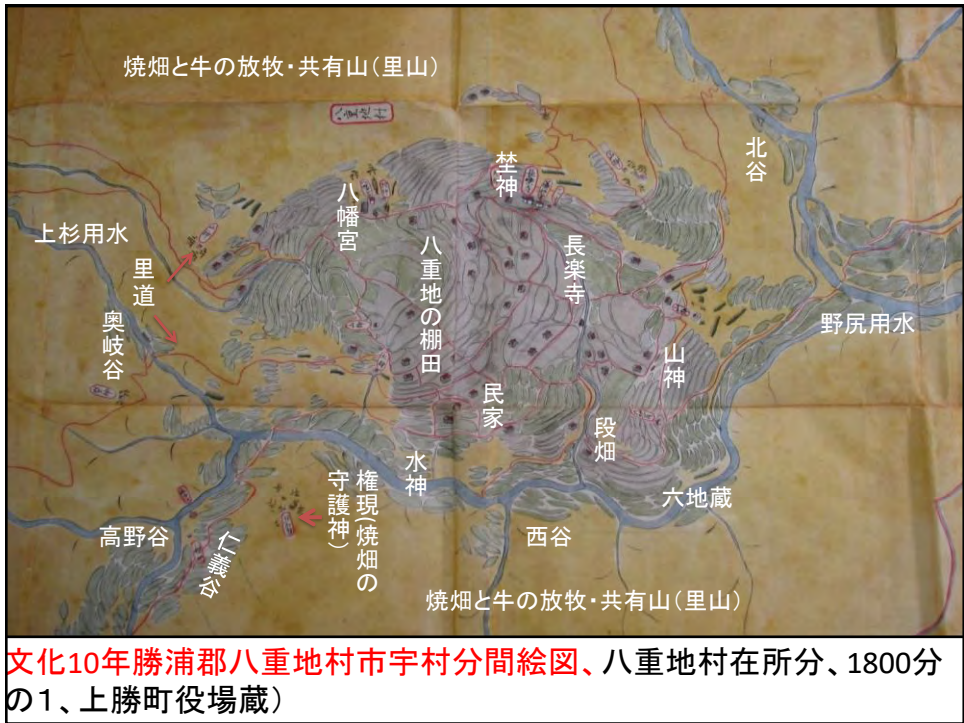 焼畑と牛の放牧・共有山(里山)
八重地村
北谷
埜神
八幡宮
上杉用水
里道
八重地の棚田
長楽寺
奥岐谷
野尻用水
山神
民家
段畑
水神
権現(焼畑の
守護神)
六地蔵
高野谷
仁義谷
西谷
焼畑と牛の放牧・共有山(里山)
文化10年勝浦郡八重地村市宇村分間絵図、八重地村在所分、1800分
の1、上勝町役場蔵)